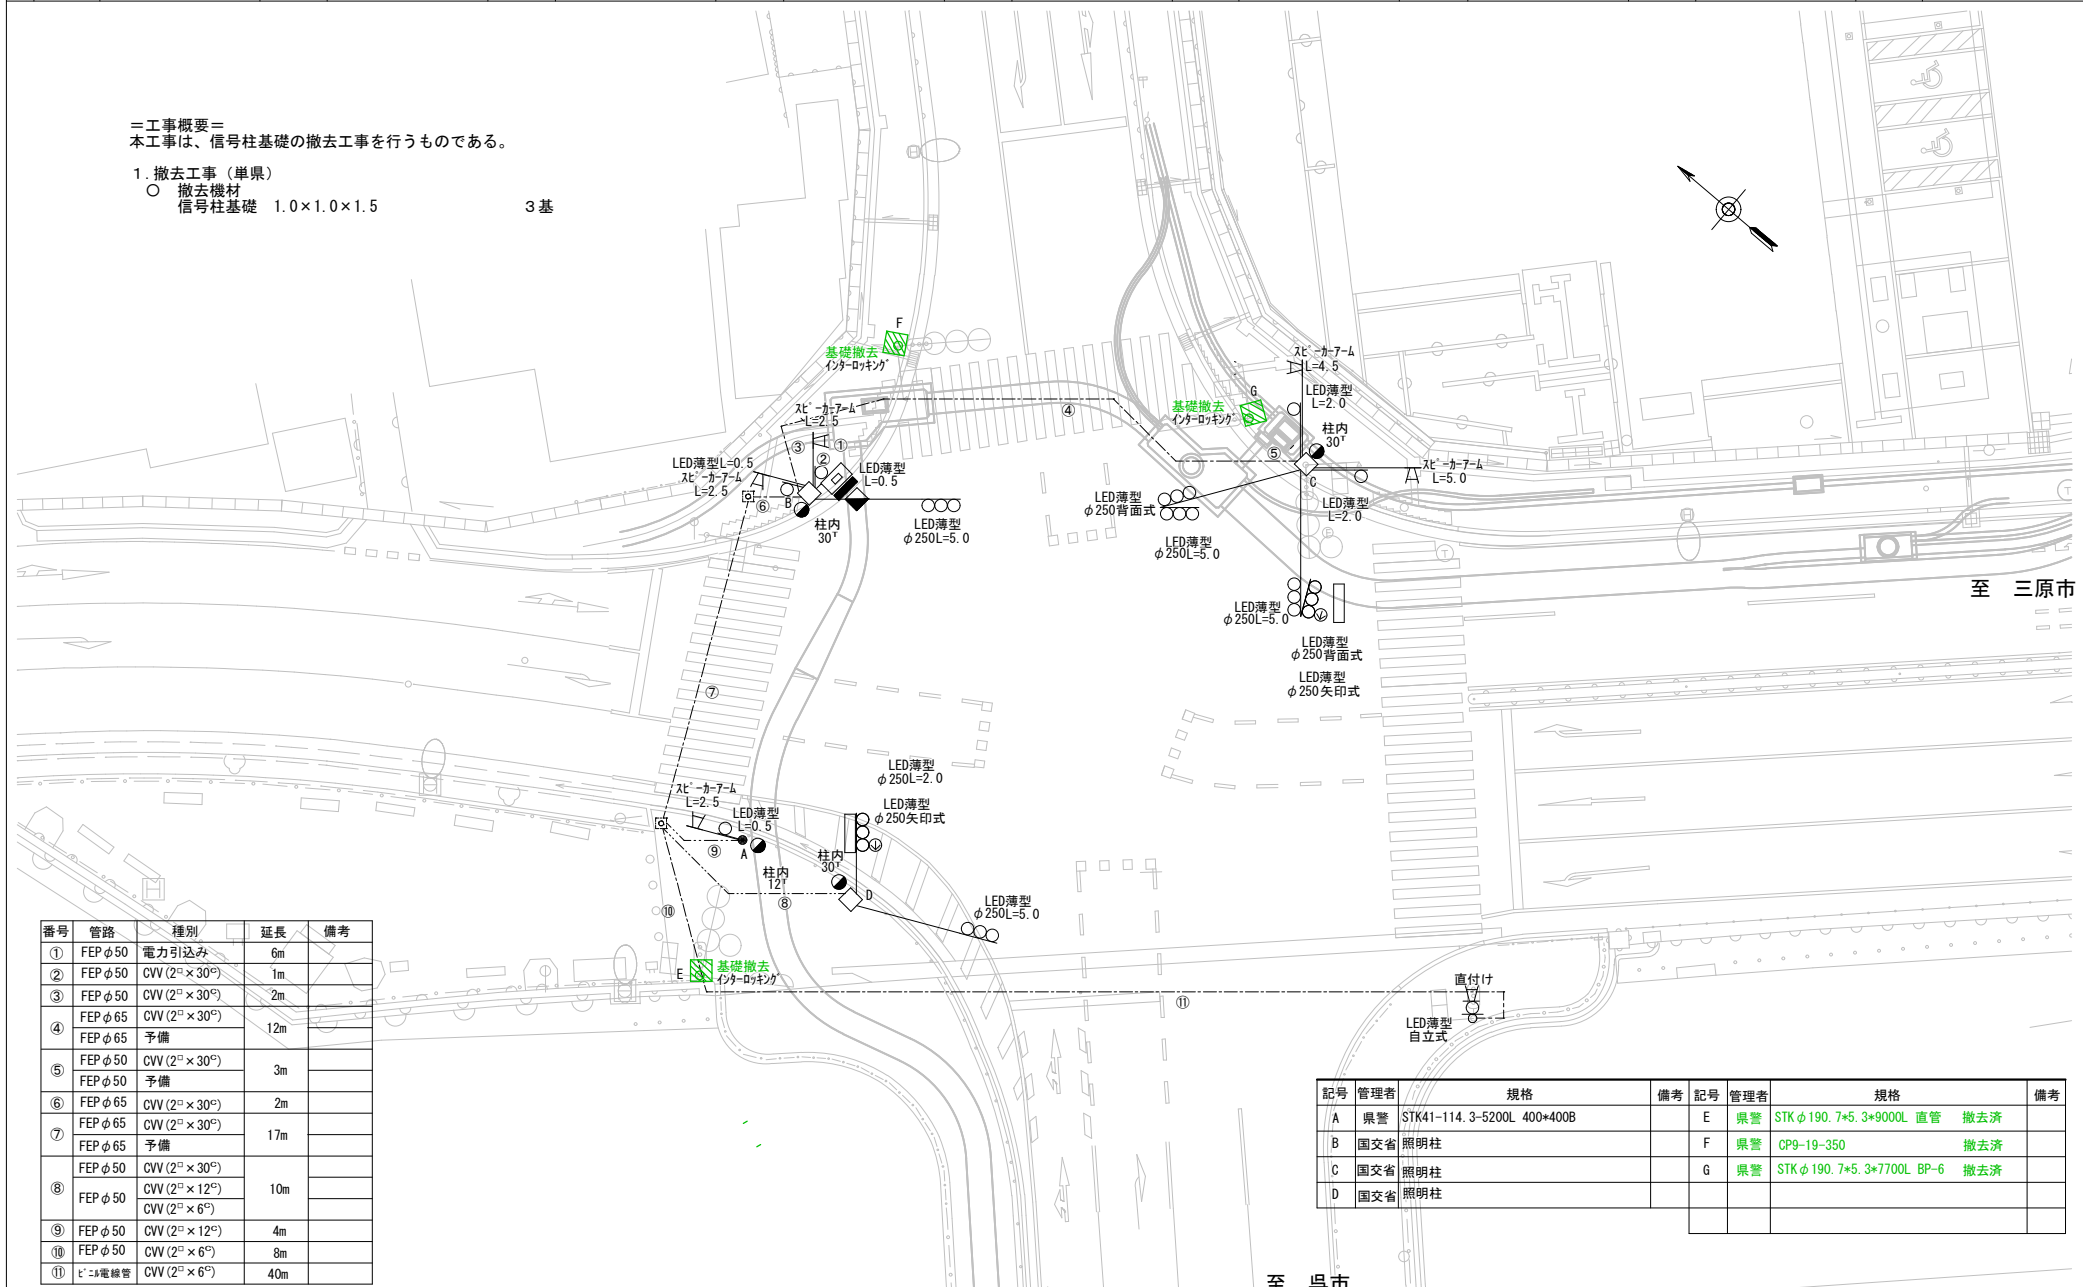 =工事概要=
本工事は、信号柱基礎の撤去工事を行うものである。
1.撤去工事（単県）
○ 撤去機材
信号柱基礎 1.0×1.0×1.5 3基
F
基礎撤去
インターロッキング
スピーカーアーム
L=2.5
③
①
②
④
LED薄型L=0.5
スピーカーアーム
L=2.5
LED薄型
L=0.5
⑥
B
柱内
30T
LED薄型
φ250L=5.0
スピーカーアーム
L=4.5
G
基礎撤去
インターロッキング
LED薄型
L=2.0
柱内
30T
⑤
C
スピーカーアーム
L=5.0
LED薄型
L=2.0
LED薄型
φ250背面式
LED薄型
φ250L=5.0
LED薄型
φ250L=5.0
LED薄型
φ250背面式
LED薄型
φ250矢印式
至 三原市
⑦
LED薄型
φ250L=2.0
スピーカーアーム
L=2.5
LED薄型
L=0.5
LED薄型
φ250矢印式
⑨
A
柱内
12T
柱内
30T
D
⑧
LED薄型
φ250L=5.0
⑩
E
基礎撤去
インターロッキング
⑪
直付け
LED薄型
自立式
番号 管路 種別 延長 備考
① FEPφ50 電力引込み 6m
② FEPφ50 CVV(2□×30C) 1m
③ FEPφ50 CVV(2□×30C) 2m
④ FEPφ65 CVV(2□×30C) 12m
FEPφ65 予備
⑤ FEPφ50 CVV(2□×30C) 3m
FEPφ50 予備
⑥ FEPφ65 CVV(2□×30C) 2m
⑦ FEPφ65 CVV(2□×30C) 17m
FEPφ65 予備
⑧ FEPφ50 CVV(2□×30C) 10m
FEPφ50 CVV(2□×12C)
CVV(2□×6C)
⑨ FEPφ50 CVV(2□×12C) 4m
⑩ FEPφ50 CVV(2□×6C) 8m
⑪ ビニル電線管 CVV(2□×6C) 40m
記号 管理者 規格 備考 記号 管理者 規格 備考
A 県警 STK41-114.3-5200L 400*400B E 県警 STKφ190.7*5.3*9000L 直管 撤去済
B 国交省 照明柱 F 県警 CP9-19-350 撤去済
C 国交省 照明柱 G 県警 STKφ190.7*5.3*7700L BP-6 撤去済
D 国交省 照明柱
至 呉市